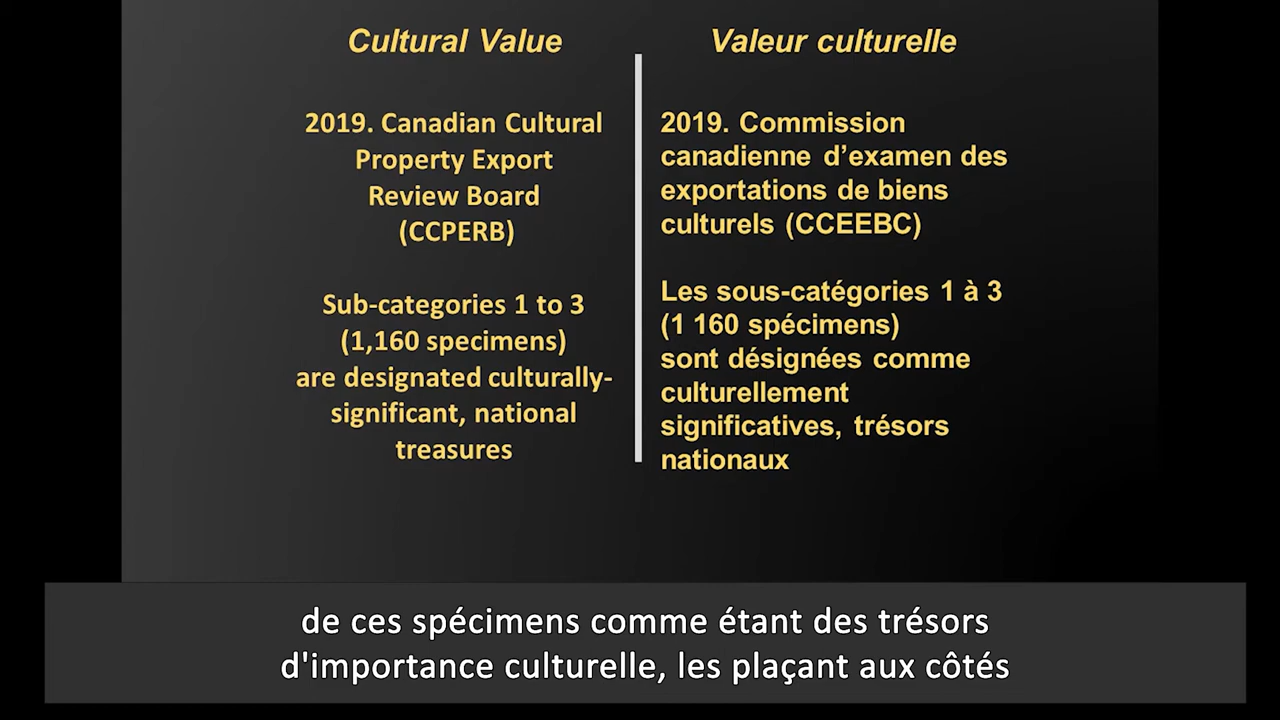 Cultural Value
2019. Canadian Cultural
Property Export
Review Board
(CCPERB)
Sub-categories 1 to 3
(1,160 specimens)
are designated culturally-
significant, national
treasures
Valeur culturelle
2019. Commission
canadienne d’examen des
exportations de biens
culturels (CCEEBC)
Les sous-catégories 1 à 3
(1 160 spécimens)
sont désignées comme
culturellement
significatives, trésors
nationaux
de ces spécimens comme étant des trésors
d'importance culturelle, les plaçant aux côtés